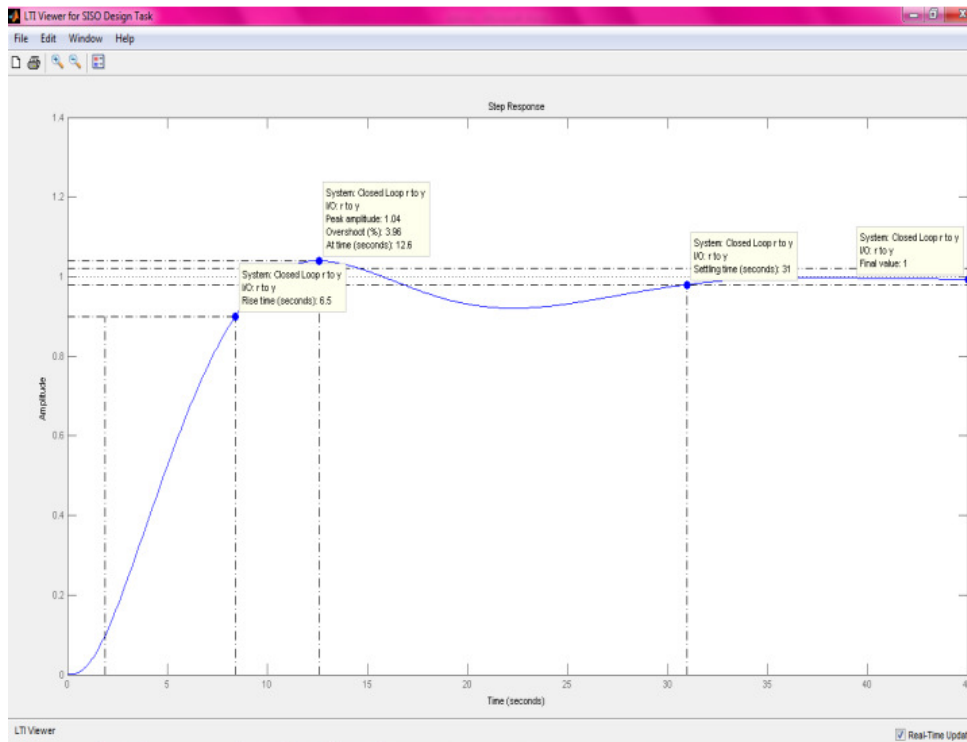 LTI Viewer for SISO Design Task
File Edit Window Help
Step Response
1.4
1.2
1
0.8
0.6
0.4
0.2
0
Amplitude
System: Closed Loop r to y
I/O: r to y
Peak amplitude: 1.04
Overshoot (%): 3.96
At time (seconds): 12.6
System: Closed Loop r to y
I/O: r to y
Rise time (seconds): 6.5
System: Closed Loop r to y
I/O: r to y
Settling time (seconds): 31
System: Closed Loop r to y
I/O: r to y
Final value: 1
0 5 10 15 20 25 30 35 40
Time (seconds)
LTI Viewer
Real-Time Updat